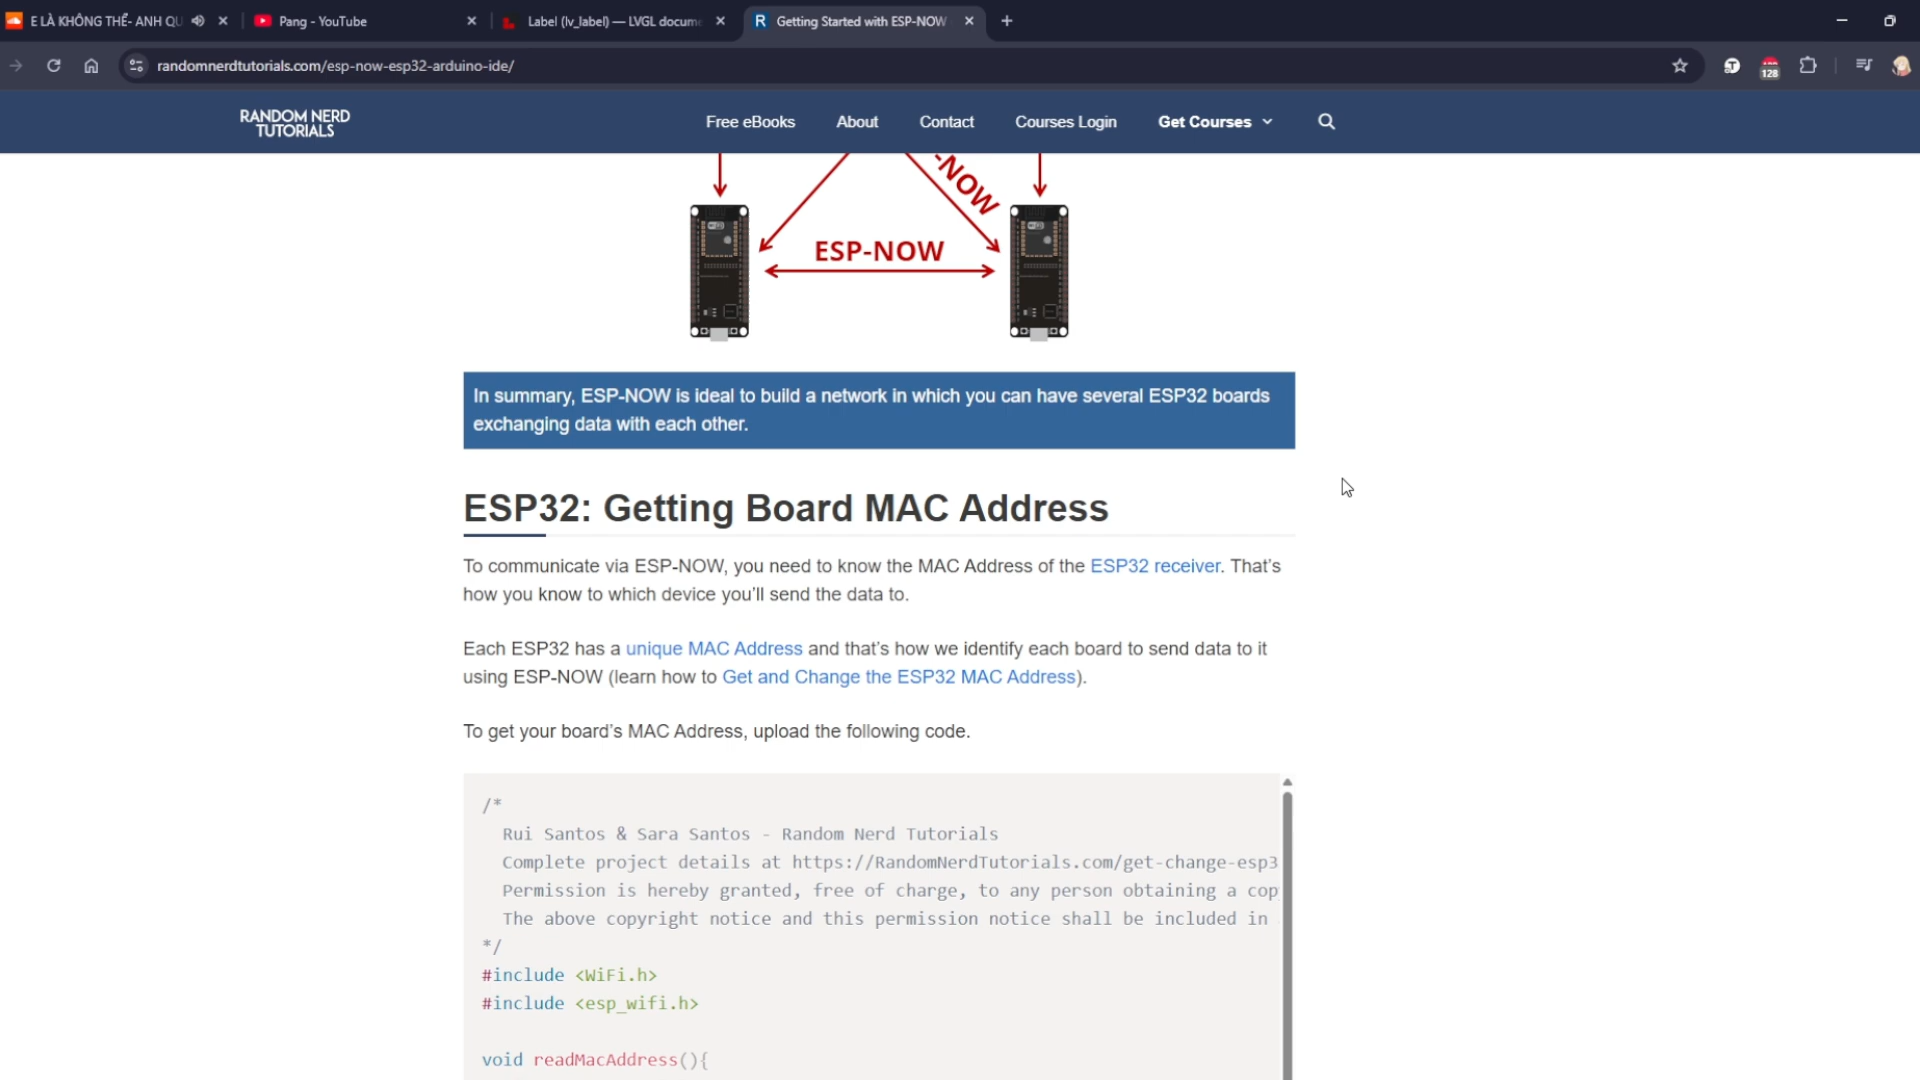 E LÀ KHÔNG THỂ- ANH QU
Pang - YouTube
Label (lv_label) — LVGL docume
R Getting Started with ESP-NOW
randomnerdtutorials.com/esp-now-esp32-arduino-ide/
128
RANDOM NERD
TUTORIALS
Free eBooks
About
Contact
Courses Login
Get Courses
-NOW
ESP-NOW
In summary, ESP-NOW is ideal to build a network in which you can have several ESP32 boards
exchanging data with each other.
ESP32: Getting Board MAC Address
To communicate via ESP-NOW, you need to know the MAC Address of the ESP32 receiver. That’s
how you know to which device you’ll send the data to.
Each ESP32 has a unique MAC Address and that’s how we identify each board to send data to it
using ESP-NOW (learn how to Get and Change the ESP32 MAC Address).
To get your board’s MAC Address, upload the following code.
/*
Rui Santos & Sara Santos - Random Nerd Tutorials
Complete project details at https://RandomNerdTutorials.com/get-change-esp3
Permission is hereby granted, free of charge, to any person obtaining a cop
The above copyright notice and this permission notice shall be included in
*/
#include <WiFi.h>
#include <esp_wifi.h>
void readMacAddress(){